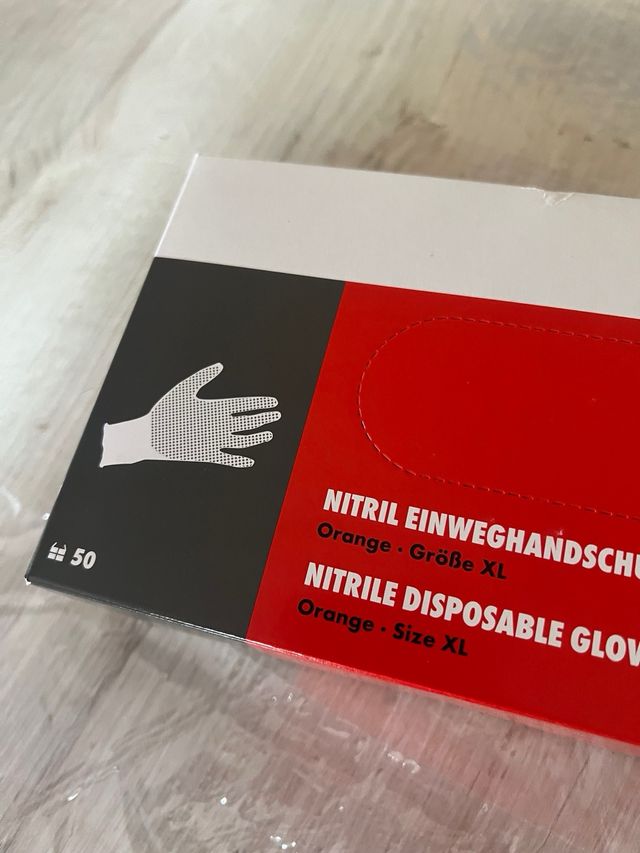 50
NITRIL EINWEGHANDSCHU
Orange · Größe XL
NITRILE DISPOSABLE GLOV
Orange · Size XL